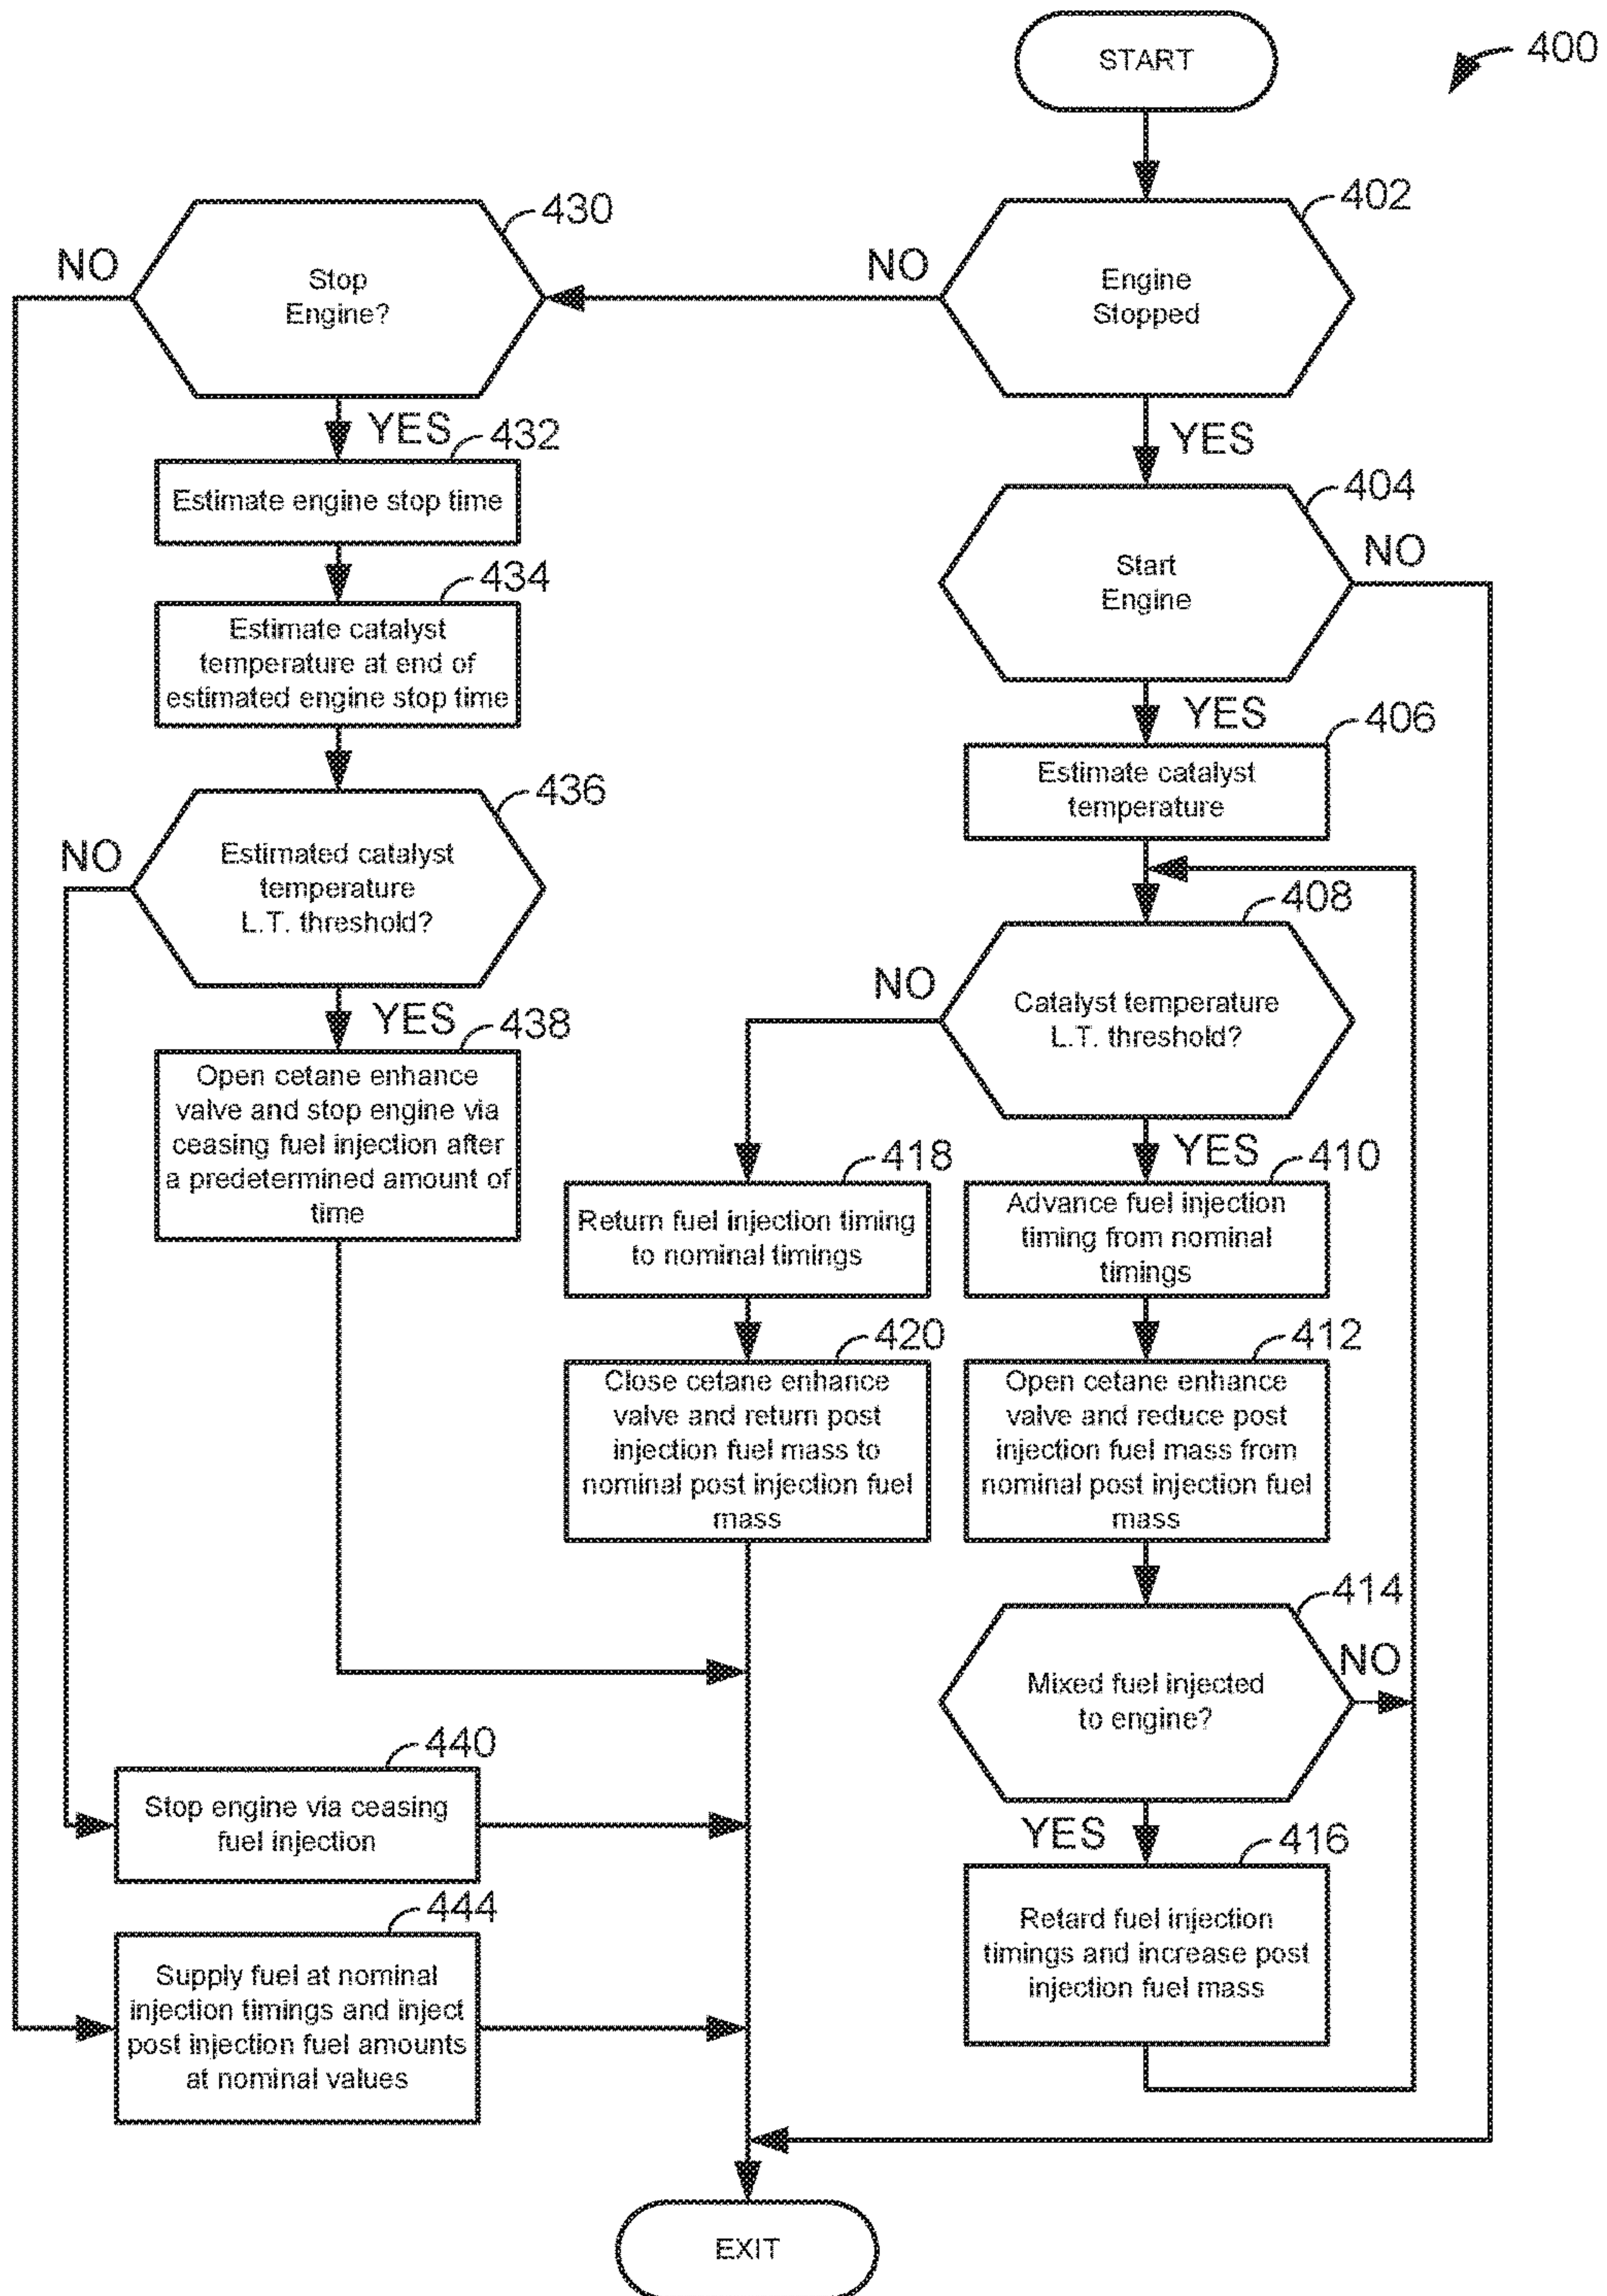 START
400
402
Engine
Stopped
NO
YES
430
Stop
Engine?
NO
YES
432
Estimate engine stop time
434
Estimate catalyst
temperature at end of
estimated engine stop time
436
Estimated catalyst
temperature
L.T. threshold?
NO
YES
438
Open cetane enhance
valve and stop engine via
ceasing fuel injection after
a predetermined amount of
time
440
Stop engine via ceasing
fuel injection
444
Supply fuel at nominal
injection timings and inject
post injection fuel amounts
at nominal values
404
Start
Engine
NO
YES
406
Estimate catalyst
temperature
408
Catalyst temperature
L.T. threshold?
NO
YES
418
Return fuel injection timing
to nominal timings
420
Close cetane enhance
valve and return post
injection fuel mass to
nominal post injection fuel
mass
410
Advance fuel injection
timing from nominal
timings
412
Open cetane enhance
valve and reduce post
injection fuel mass from
nominal post injection fuel
mass
414
Mixed fuel injected
to engine?
NO
YES
416
Retard fuel injection
timings and increase post
injection fuel mass
EXIT